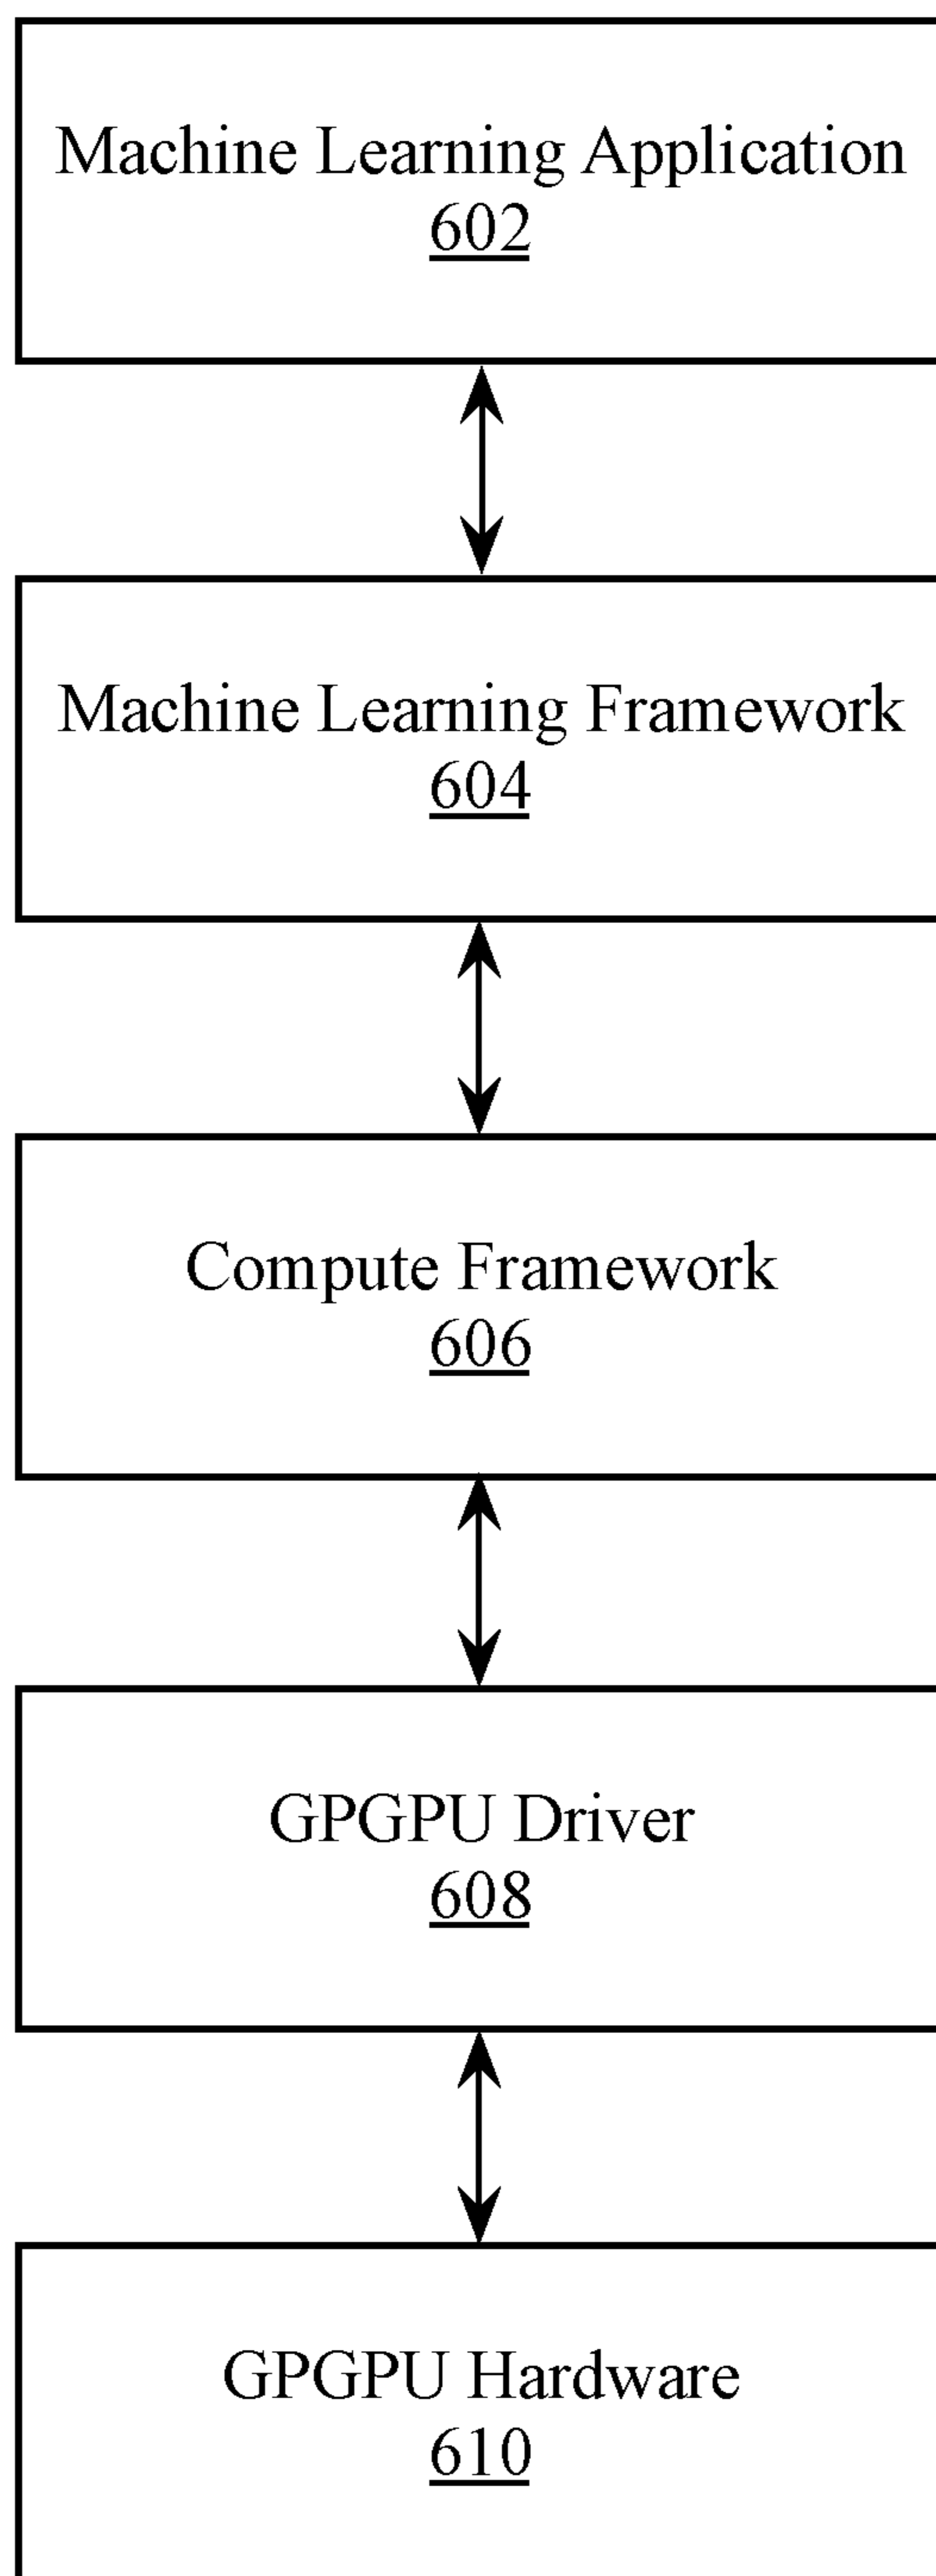 Machine Learning Application
602
Machine Learning Framework
604
Compute Framework
606
GPGPU Driver
608
GPGPU Hardware
610